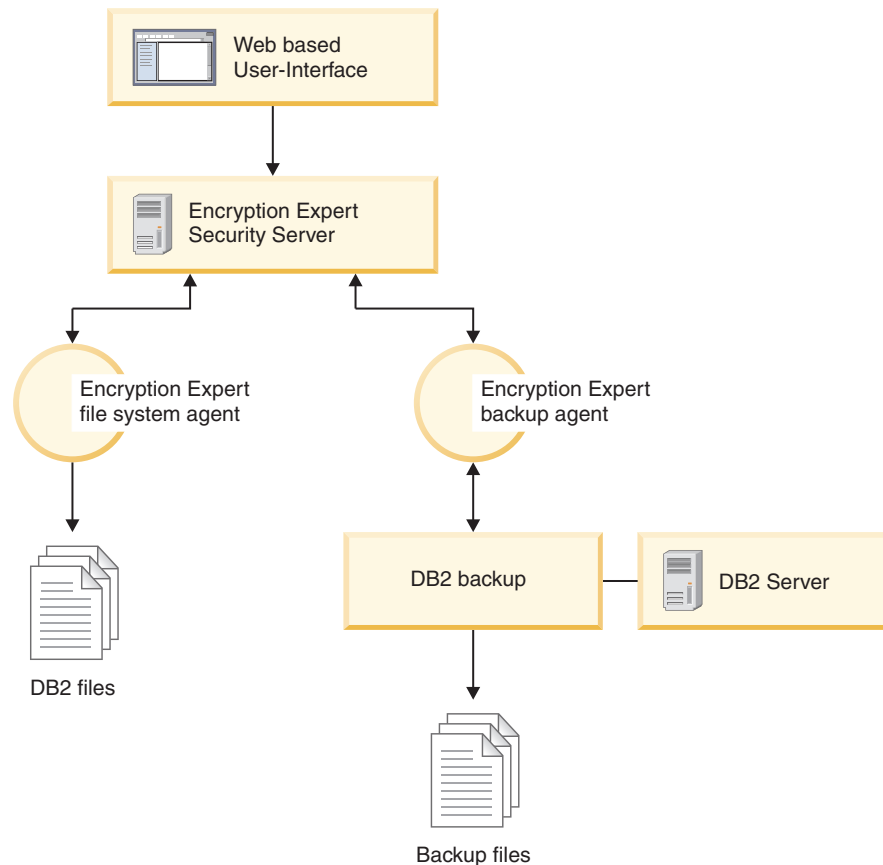 Web based
User-Interface
Encryption Expert
Security Server
Encryption Expert
file system agent
Encryption Expert
backup agent
DB2 backup
DB2 Server
DB2 files
Backup files